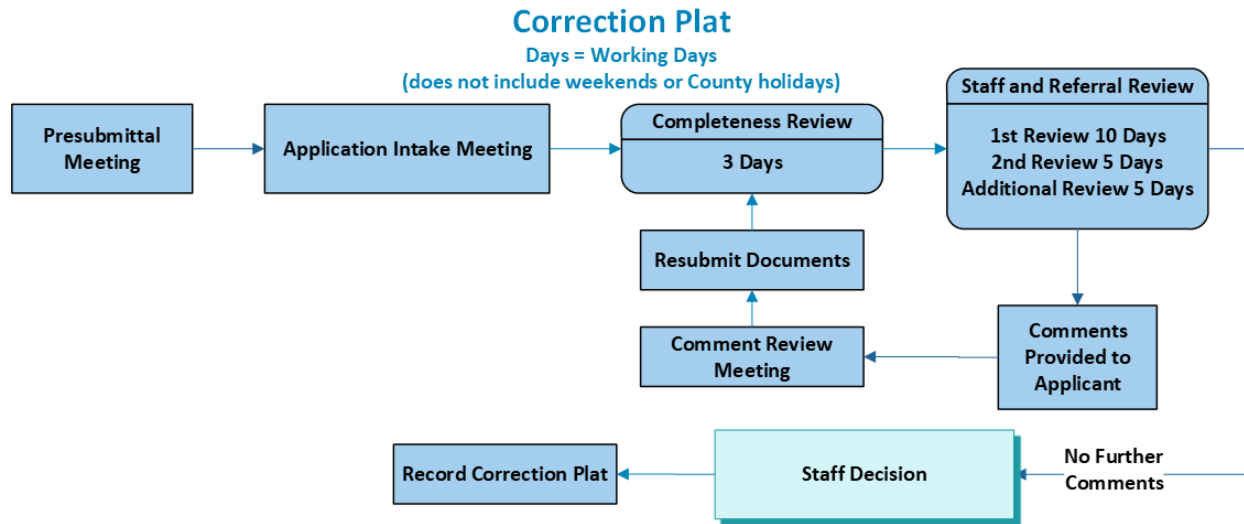 Correction Plat
Days = Working Days
(does not include weekends or County holidays)
Presubmittal
Meeting
Application Intake Meeting
Completeness Review
3 Days
Staff and Referral Review
1st Review 10 Days
2nd Review 5 Days
Additional Review 5 Days
Resubmit Documents
Comment Review
Meeting
Comments
Provided to
Applicant
Record Correction Plat
Staff Decision
No Further
Comments